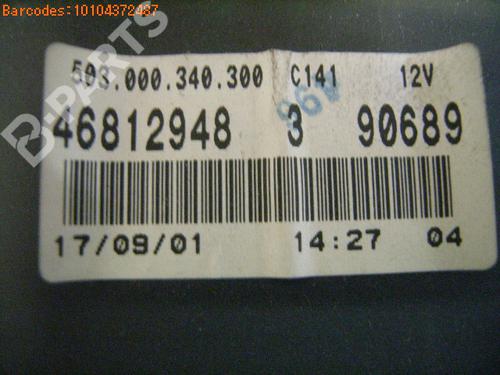 Barcodes:10104372487
B-PARTS
503.000.340.300 C141 12V
46812948 3 90689
17/09/01 14:27 04